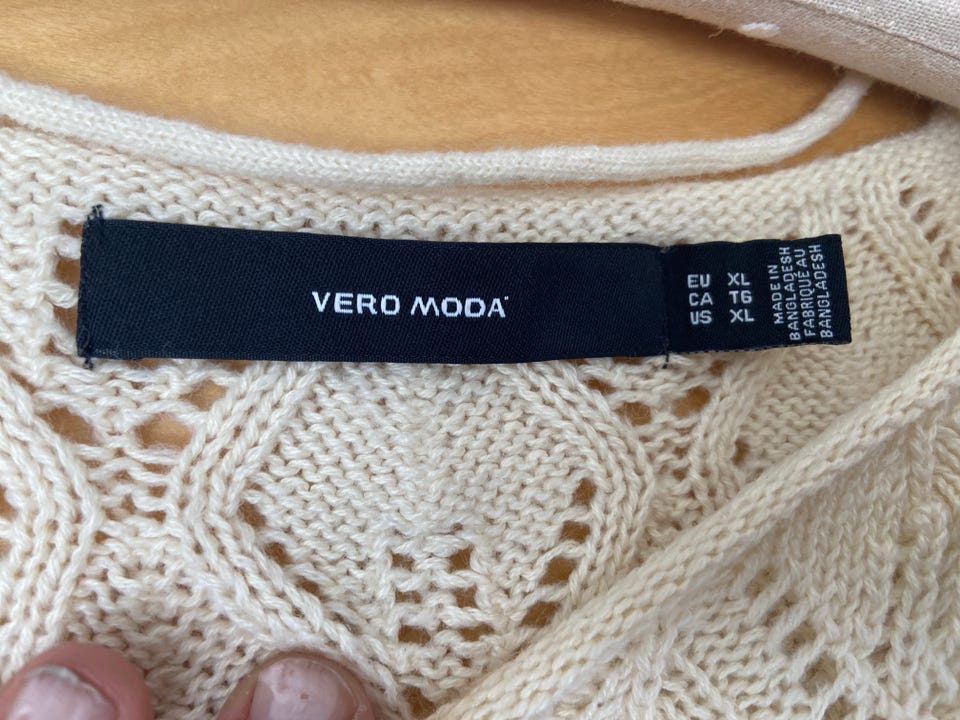 VERO MODA
EU XL
CA TG
US XL
MADE IN
BANGLADESH
FABRIQUÉ AU
BANGLADESH